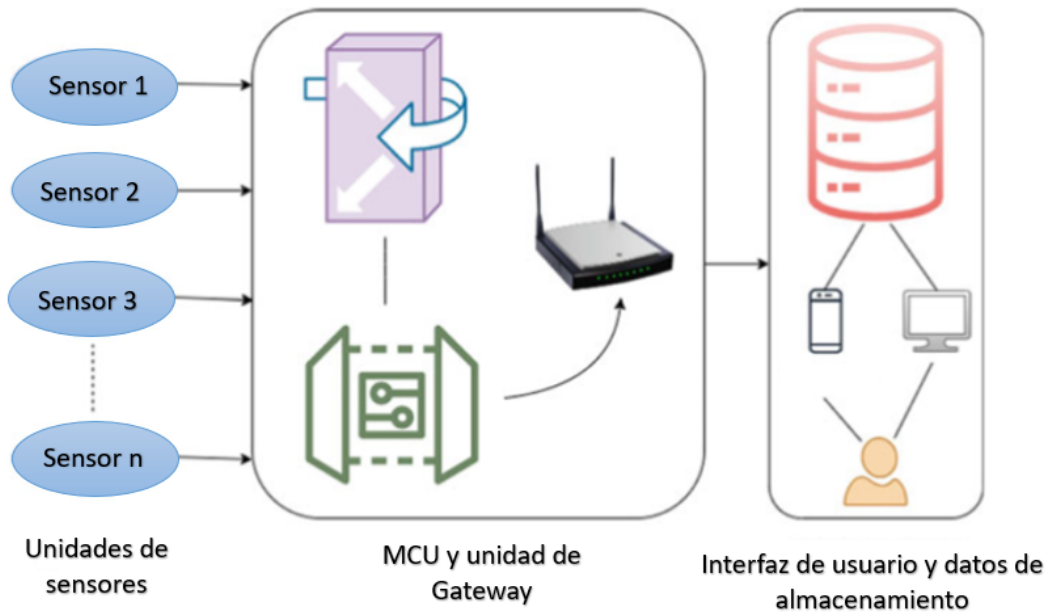 Sensor 1
Sensor 2
Sensor 3
Sensor n
Unidades de
sensores
MCU y unidad de
Gateway
Interfaz de usuario y datos de
almacenamiento